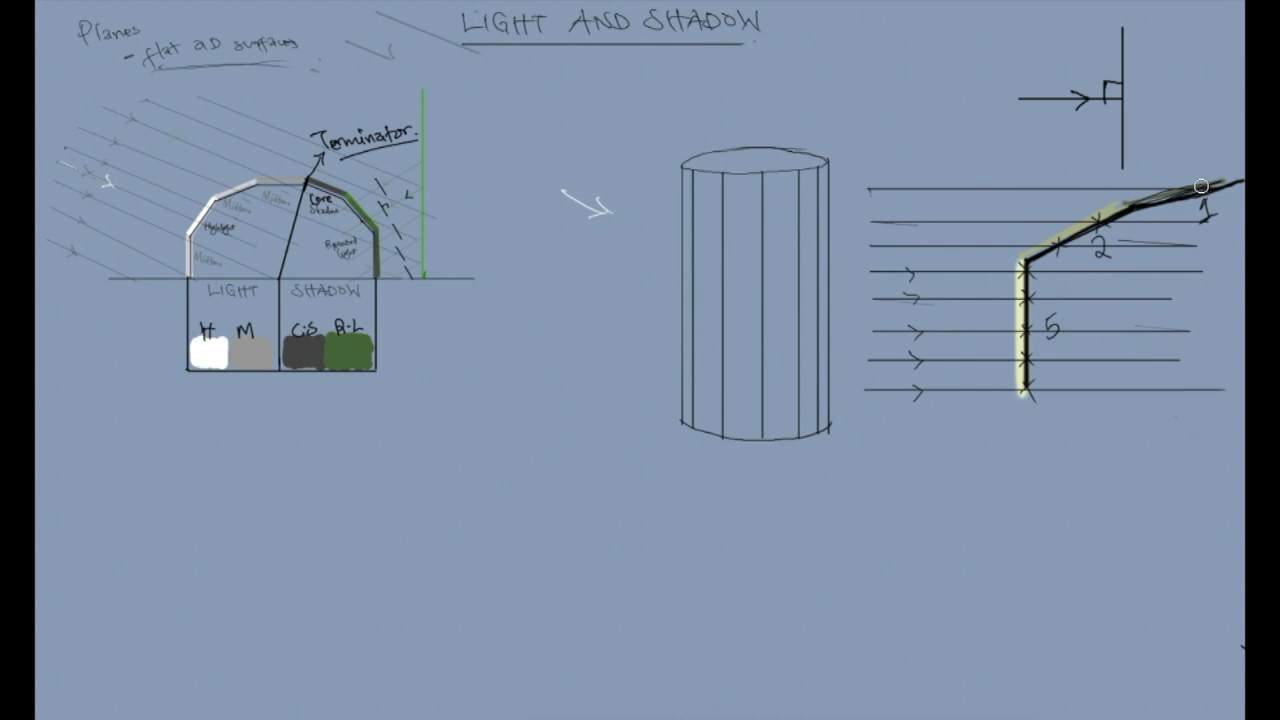 LIGHT AND SHADOW
Planes
- flat 2D surfaces
Terminator.
Midtone
Midtone
Core
Shadow
Highlight
Reflected
Light
Midtone
LIGHT
SHADOW
H
M
C.S
R.L
1
2
5